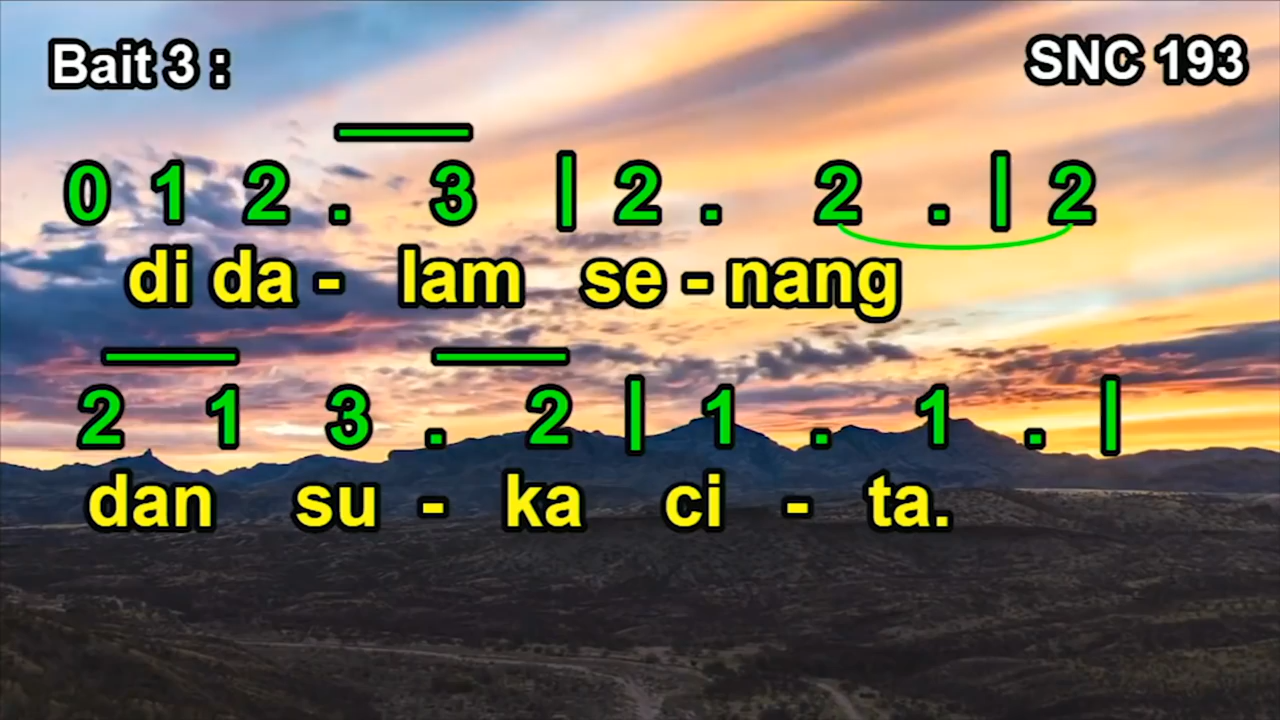 Bait 3 : SNC 193
0 1 2 . 3 | 2 . 2 . | 2
di da - lam se - nang
2 1 3 . 2 | 1 . 1 . |
dan su - ka ci - ta.